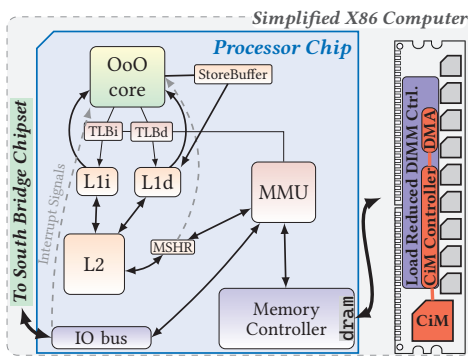 Simplified X86 Computer
Processor Chip
OoO
core
StoreBuffer
TLBi
TLBd
L1i
L1d
MMU
L2
MSHR
Interrupt Signals
To South Bridge Chipset
IO bus
Memory
Controller
dram
Load Reduced DIMM Ctrl.
CiM Controller
DMA
CiM